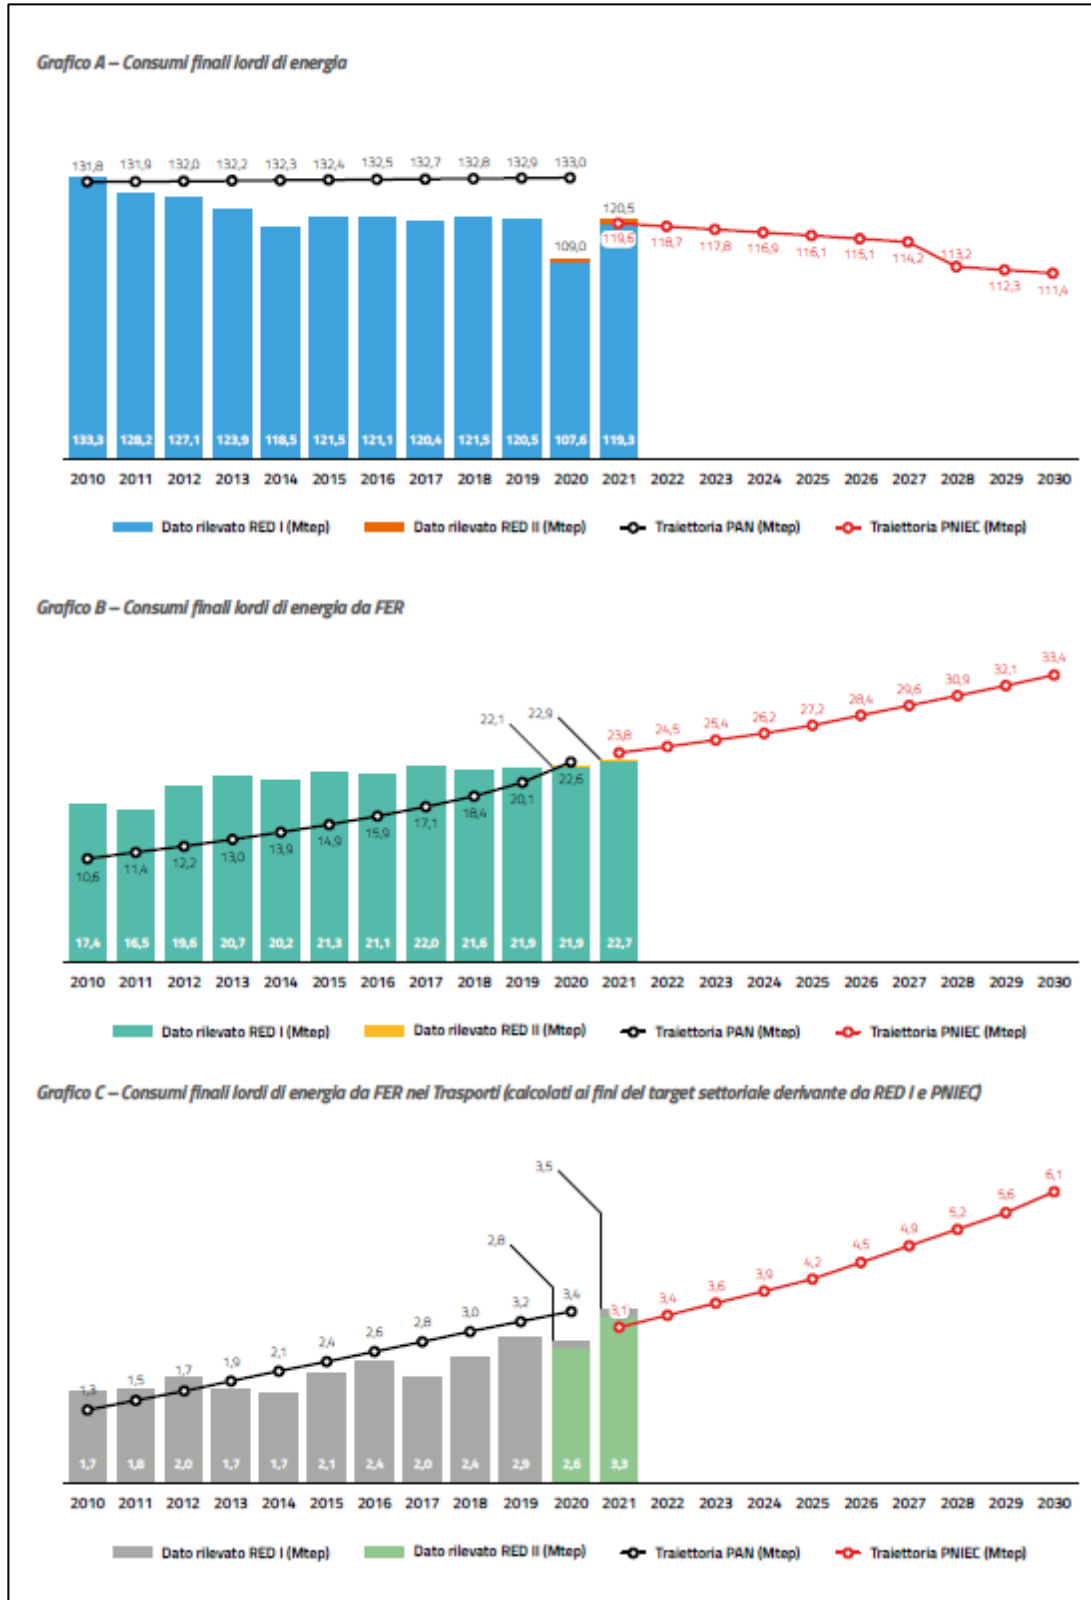 Grafico A – Consumi finali lordi di energia
131,8 131,9 132,0 132,2 132,3 132,4 132,5 132,7 132,8 132,9 133,0
120,5
109,0
119,6 118,7 117,8 116,9 116,1 115,1 114,2 113,2 112,3 111,4
133,3 128,2 127,1 123,9 118,5 121,5 121,1 120,4 121,5 120,5 107,6 119,3
2010 2011 2012 2013 2014 2015 2016 2017 2018 2019 2020 2021 2022 2023 2024 2025 2026 2027 2028 2029 2030
Dato rilevato RED I (Mtep) Dato rilevato RED II (Mtep) Traiettoria PAN (Mtep) Traiettoria PNIEC (Mtep)
Grafico B – Consumi finali lordi di energia da FER
22,1 22,9
23,8 24,5 25,4 26,2 27,2 28,4 29,6 30,9 32,1 33,4
10,6 11,4 12,2 13,0 13,9 14,9 15,9 17,1 18,4 20,1 22,6
17,4 16,5 19,6 20,7 20,2 21,3 21,1 22,0 21,6 21,9 21,9 22,7
2010 2011 2012 2013 2014 2015 2016 2017 2018 2019 2020 2021 2022 2023 2024 2025 2026 2027 2028 2029 2030
Dato rilevato RED I (Mtep) Dato rilevato RED II (Mtep) Traiettoria PAN (Mtep) Traiettoria PNIEC (Mtep)
Grafico C – Consumi finali lordi di energia da FER nei Trasporti (calcolati ai fini del target settoriale derivante da RED I e PNIEC)
3,5
2,8
1,3 1,5 1,7 1,9 2,1 2,4 2,6 2,8 3,0 3,2 3,4
3,1 3,4 3,6 3,9 4,2 4,5 4,9 5,2 5,6 6,1
1,7 1,8 2,0 1,7 1,7 2,1 2,4 2,0 2,4 2,9 2,6 3,3
2010 2011 2012 2013 2014 2015 2016 2017 2018 2019 2020 2021 2022 2023 2024 2025 2026 2027 2028 2029 2030
Dato rilevato RED I (Mtep) Dato rilevato RED II (Mtep) Traiettoria PAN (Mtep) Traiettoria PNIEC (Mtep)